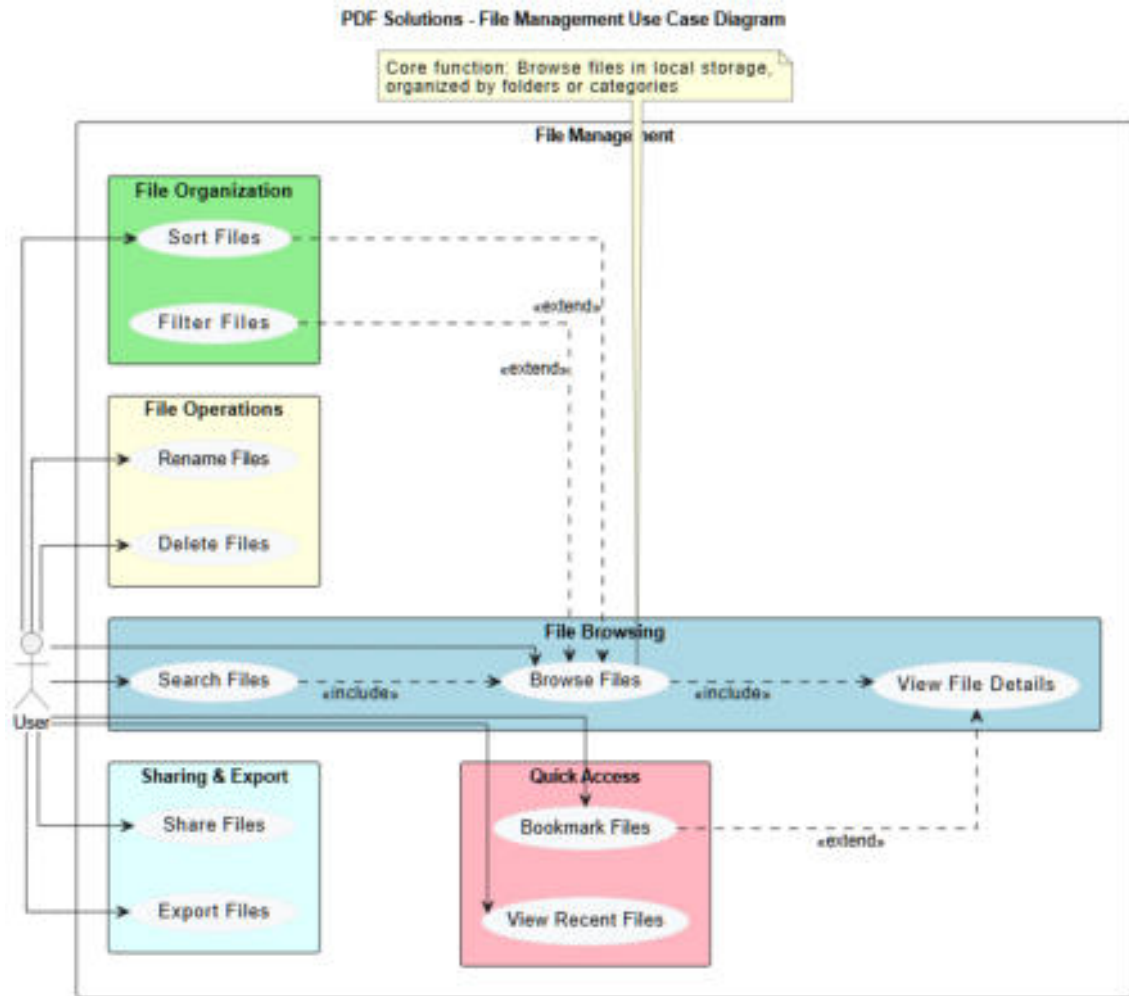 PDF Solutions - File Management Use Case Diagram
Core function: Browse files in local storage,
organized by folders or categories
File Management
File Organization
Sort Files
«extend»
Filter Files
«extend»
File Operations
Rename Files
Delete Files
File Browsing
Search Files
«include»
Browse Files
«include»
View File Details
User
Sharing & Export
Quick Access
Share Files
Bookmark Files
«extend»
Export Files
View Recent Files